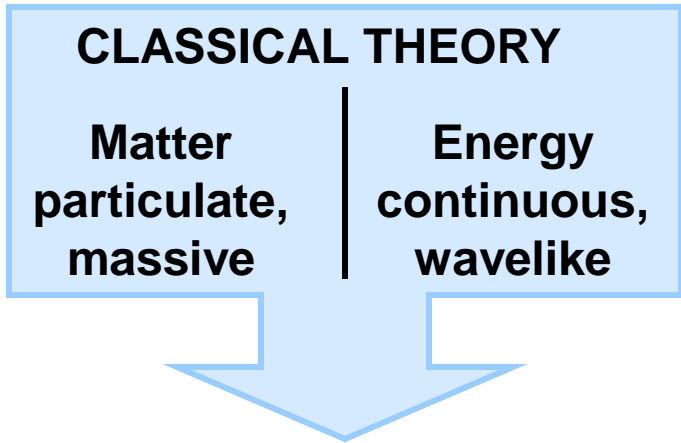 CLASSICAL THEORY
Matter
particulate,
massive
Energy
continuous,
wavelike